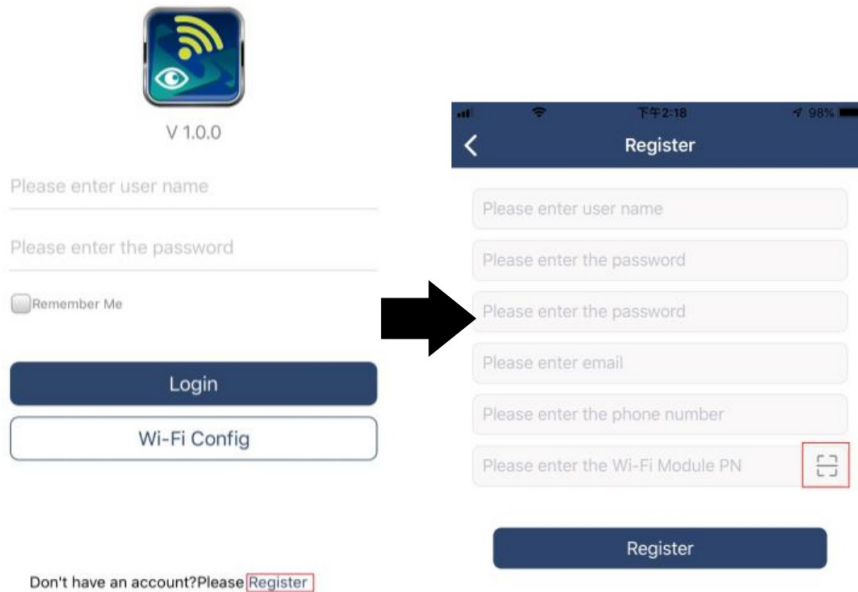 V 1.0.0
Please enter user name
Please enter the password
Remember Me
Login
Wi-Fi Config
Don't have an account?Please Register
下午2:18
98%
Register
Please enter user name
Please enter the password
Please enter the password
Please enter email
Please enter the phone number
Please enter the Wi-Fi Module PN
Register